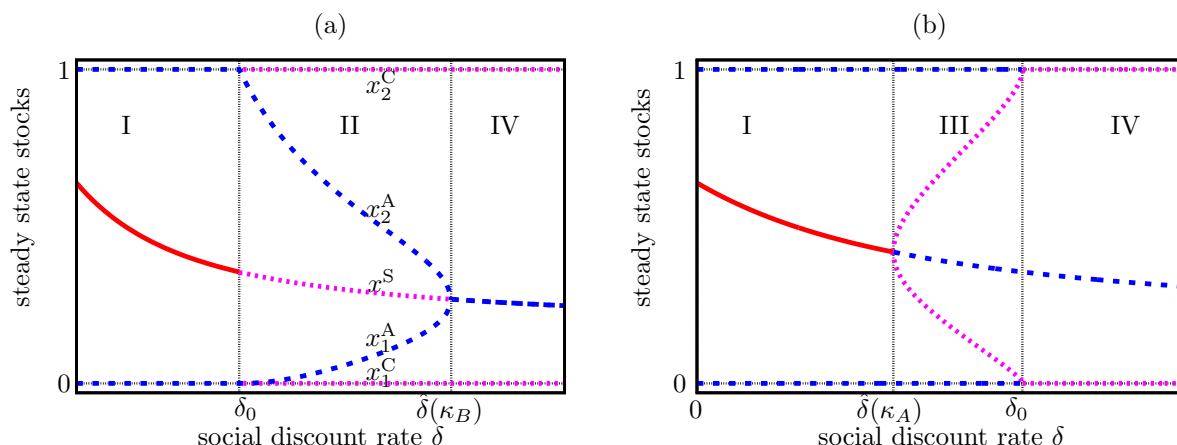 (a)
(b)
steady state stocks
1
0
I
II
IV
x_2^C
x_2^A
x^S
x_1^A
x_1^C
δ_0
δ̂(κ_B)
social discount rate δ
steady state stocks
1
0
I
III
IV
0
δ̂(κ_A)
δ_0
social discount rate δ